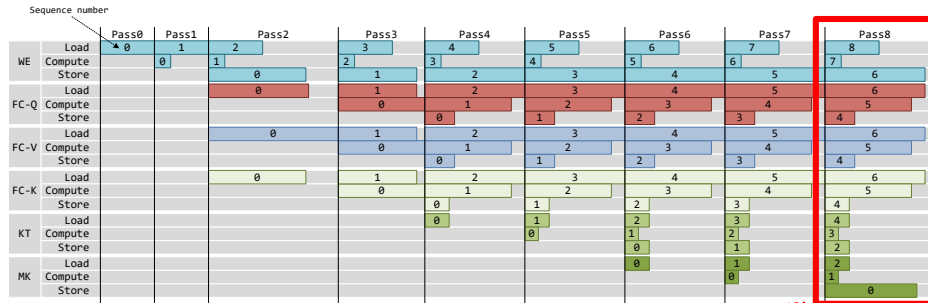 Sequence number
Pass0 Pass1 Pass2 Pass3 Pass4 Pass5 Pass6 Pass7 Pass8
WE
Load 0 1 2 3 4 5 6 7 8
Compute 0 1 2 3 4 5 6 7
Store 0 1 2 3 4 5 6
FC-Q
Load 0 1 2 3 4 5 6
Compute 0 1 2 3 4 5
Store 0 1 2 3 4
FC-V
Load 0 1 2 3 4 5 6
Compute 0 1 2 3 4 5
Store 0 1 2 3 4
FC-K
Load 0 1 2 3 4 5 6
Compute 0 1 2 3 4 5
Store 0 1 2 3 4
KT
Load 0 1 2 3 4
Compute 0 1 2 3
Store 0 1 2
MK
Load 0 1 2
Compute 0 1
Store 0